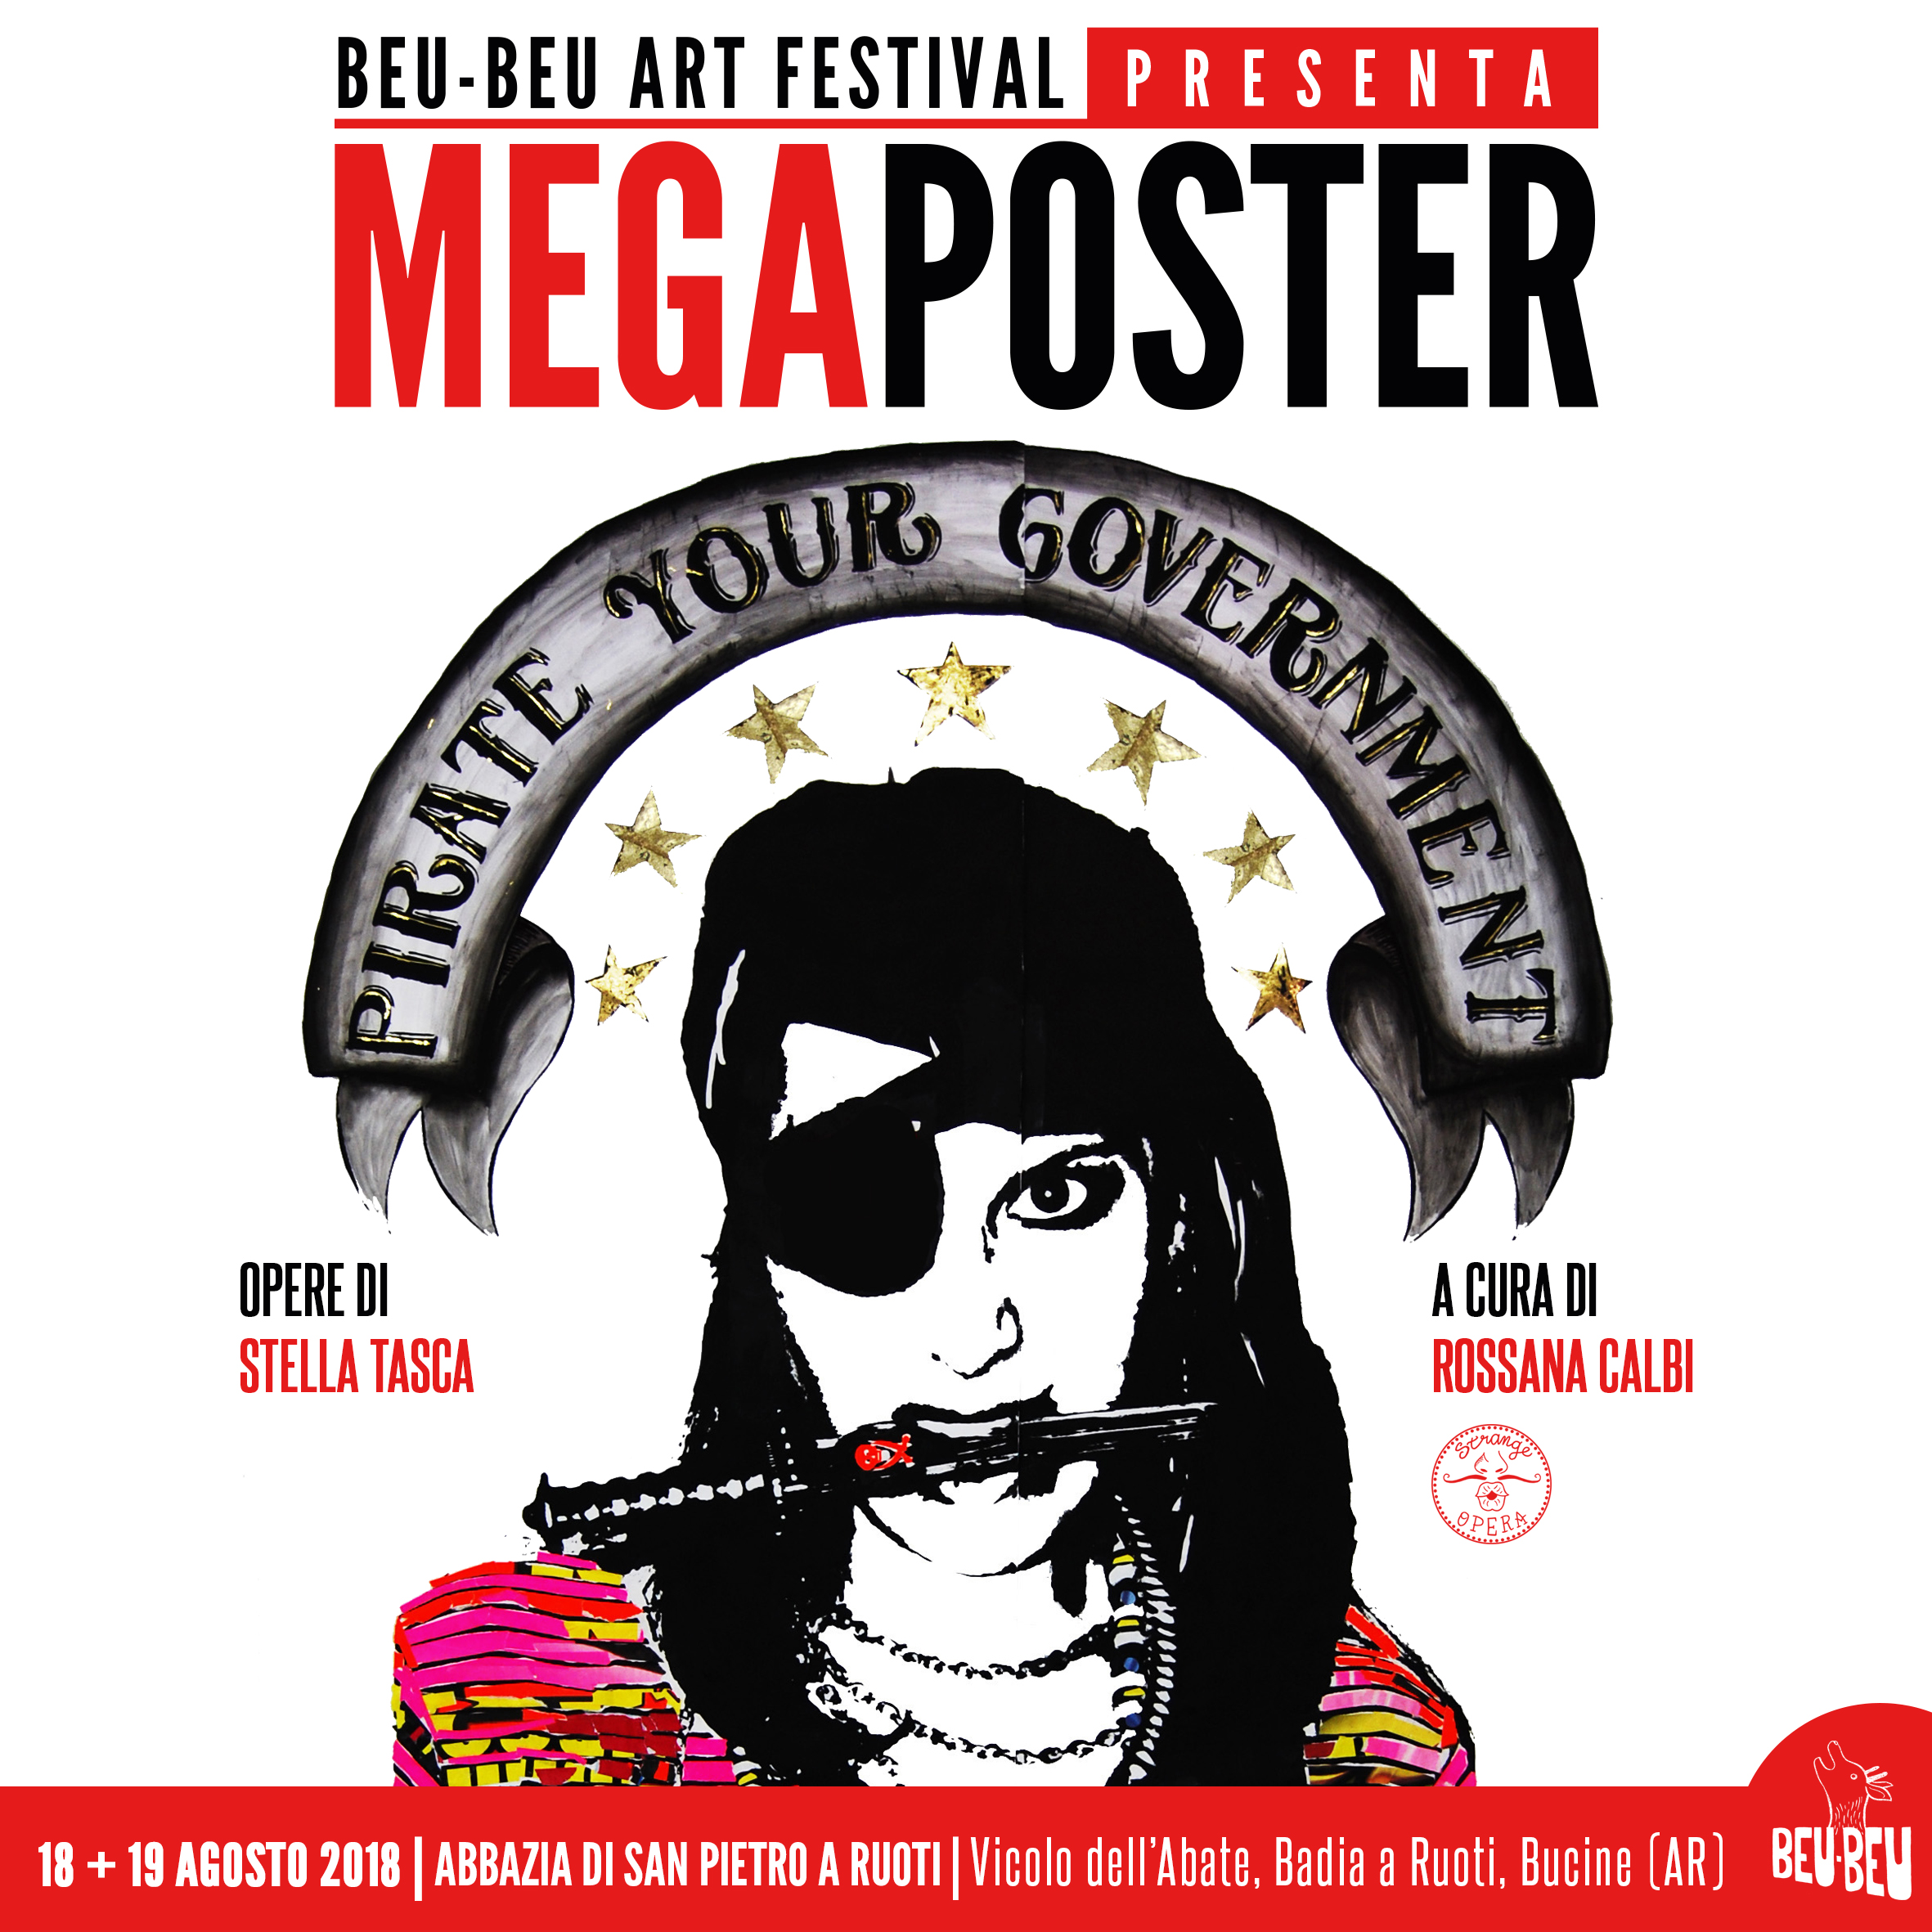 BEU-BEU ART FESTIVAL PRESENTA
MEGAPOSTER
PIRATE YOUR GOVERNMENT
OPERE DI
STELLA TASCA
A CURA DI
ROSSANA CALBI
Strange
OPERA
18 + 19 AGOSTO 2018 | ABBAZIA DI SAN PIETRO A RUOTI | Vicolo dell'Abate, Badia a Ruoti, Bucine (AR)
BEU-BEU